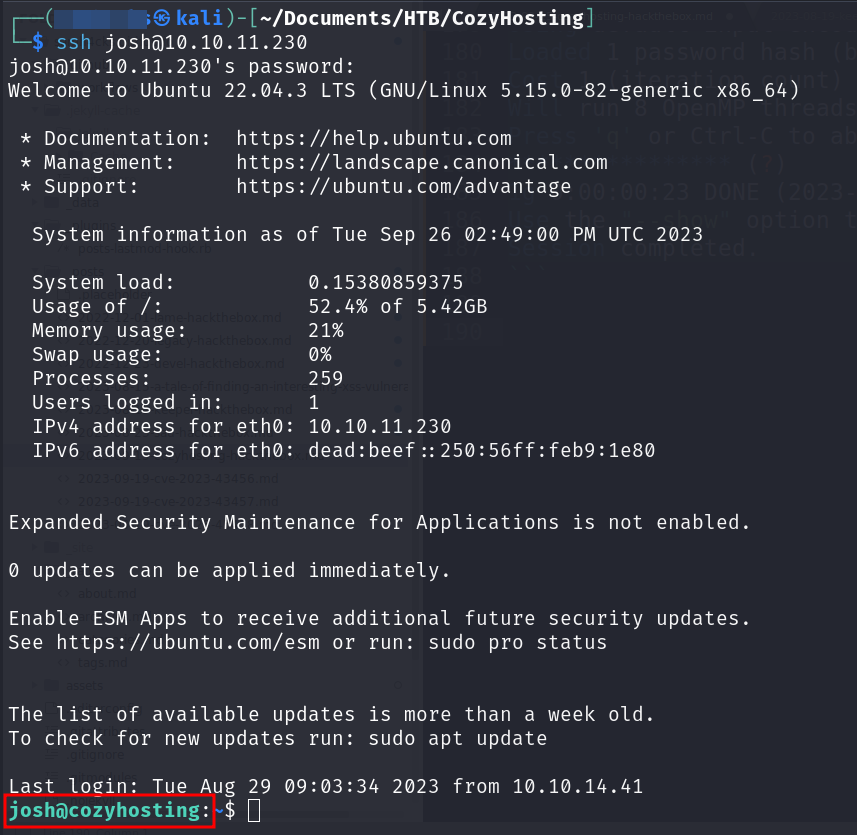 s㉿kali)-[~/Documents/HTB/CozyHosting]
$ ssh josh@10.10.11.230
josh@10.10.11.230's password:
Welcome to Ubuntu 22.04.3 LTS (GNU/Linux 5.15.0-82-generic x86_64)
* Documentation: https://help.ubuntu.com
* Management: https://landscape.canonical.com
* Support: https://ubuntu.com/advantage
System information as of Tue Sep 26 02:49:00 PM UTC 2023
System load: 0.15380859375
Usage of /: 52.4% of 5.42GB
Memory usage: 21%
Swap usage: 0%
Processes: 259
Users logged in: 1
IPv4 address for eth0: 10.10.11.230
IPv6 address for eth0: dead:beef::250:56ff:feb9:1e80
Expanded Security Maintenance for Applications is not enabled.
0 updates can be applied immediately.
Enable ESM Apps to receive additional future security updates.
See https://ubuntu.com/esm or run: sudo pro status
The list of available updates is more than a week old.
To check for new updates run: sudo apt update
Last login: Tue Aug 29 09:03:34 2023 from 10.10.14.41
josh@cozyhosting:~$